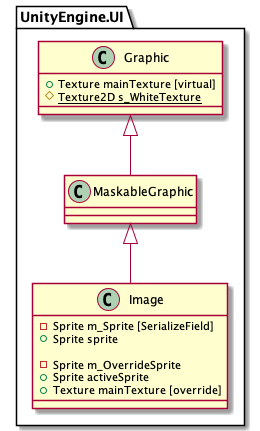 UnityEngine.UI
C Graphic
Texture mainTexture [virtual]
Texture2D s_WhiteTexture
C MaskableGraphic
C Image
Sprite m_Sprite [SerializeField]
Sprite sprite
Sprite m_OverrideSprite
Sprite activeSprite
Texture mainTexture [override]